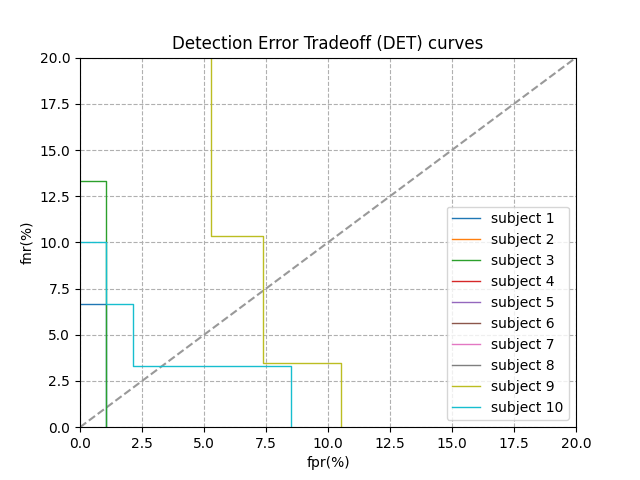 Detection Error Tradeoff (DET) curves
20.0
17.5
15.0
12.5
10.0
7.5
5.0
2.5
0.0
fnr(%)
subject 1
subject 2
subject 3
subject 4
subject 5
subject 6
subject 7
subject 8
subject 9
subject 10
0.0 2.5 5.0 7.5 10.0 12.5 15.0 17.5 20.0
fpr(%)